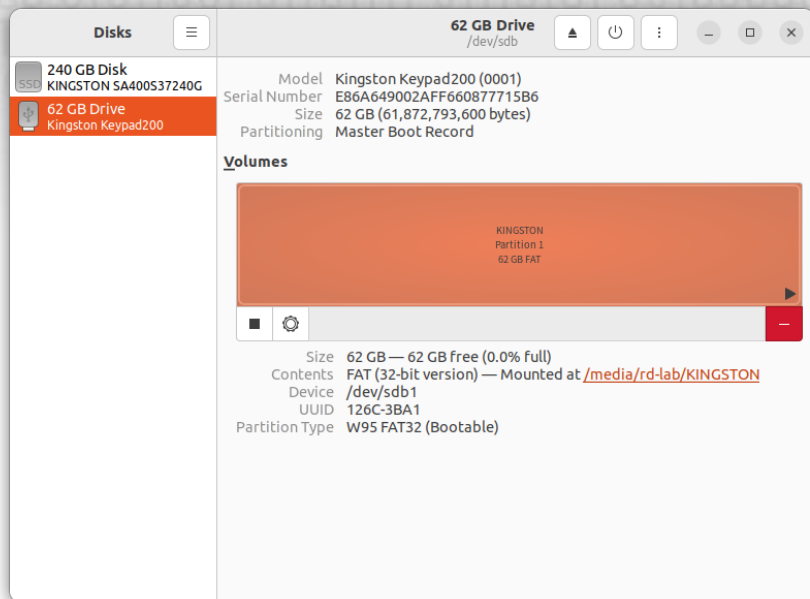 Disks
62 GB Drive
/dev/sdb
SSD
240 GB Disk
KINGSTON SA400S37240G
62 GB Drive
Kingston Keypad200
Model Kingston Keypad200 (0001)
Serial Number E86A649002AFF660877715B6
Size 62 GB (61,872,793,600 bytes)
Partitioning Master Boot Record
Volumes
KINGSTON
Partition 1
62 GB FAT
Size 62 GB — 62 GB free (0.0% full)
Contents FAT (32-bit version) — Mounted at /media/rd-lab/KINGSTON
Device /dev/sdb1
UUID 126C-3BA1
Partition Type W95 FAT32 (Bootable)